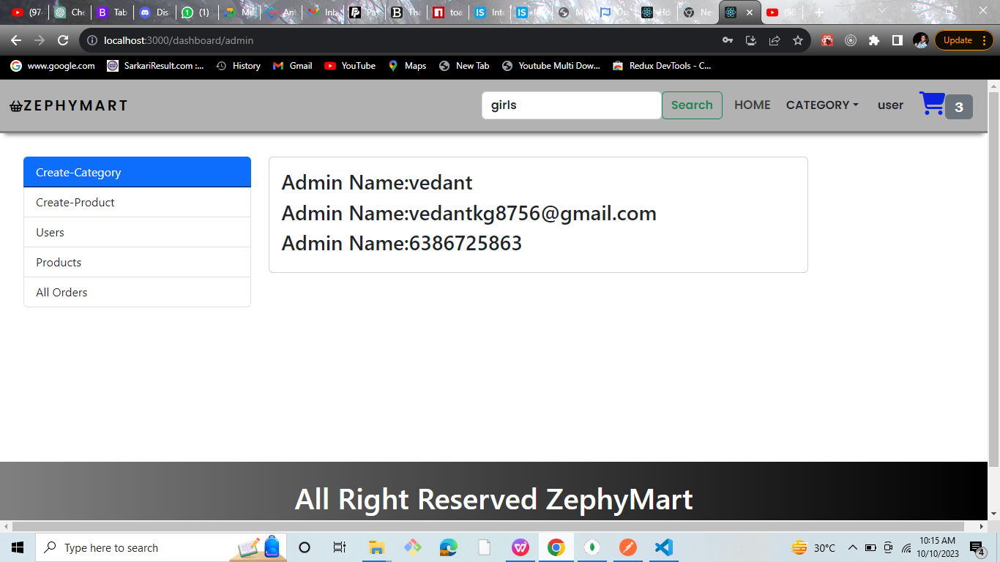 (97
Che
Tab
Dis
(1)
Me
Ant
Inb
Pay
Tha
toa
Inte
Ho
Ne
(98
localhost:3000/dashboard/admin
Update
www.google.com
SarkariResult.com :...
History
Gmail
YouTube
Maps
New Tab
Youtube Multi Dow...
Redux DevTools - C...
ZEPHYMART
girls
Search
HOME
CATEGORY
user
3
Create-Category
Create-Product
Users
Products
All Orders
Admin Name:vedant
Admin Name:vedantkg8756@gmail.com
Admin Name:6386725863
All Right Reserved ZephyMart
Type here to search
30°C
10:15 AM
10/10/2023
4